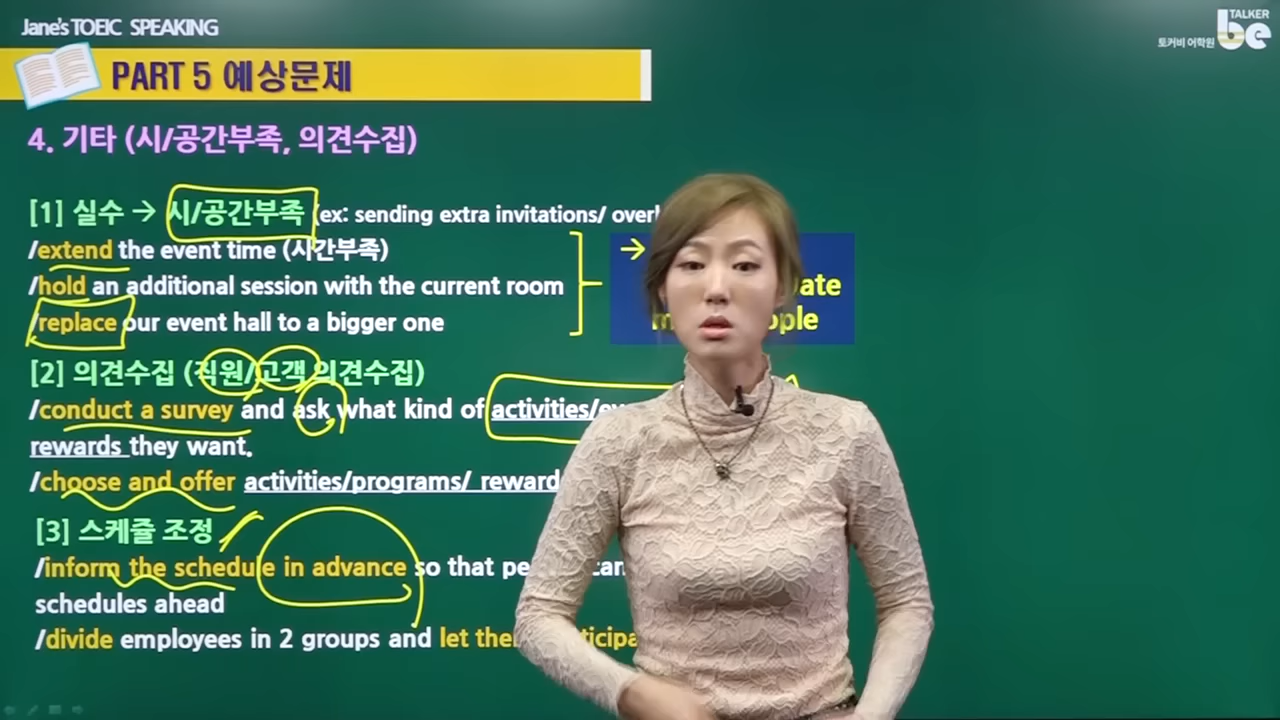 Jane's TOEIC SPEAKING
TALKER
be
토커비 어학원
PART 5 예상문제
4. 기타 (시/공간부족, 의견수집)
[1] 실수 → 시/공간부족 (ex: sending extra invitations/
/extend the event time (시간부족)
/hold an additional session with the current room
/replace our event hall to a bigger one
→
[2] 의견수집 (직원/고객 의견수집)
/conduct a survey and ask what kind of activities/
rewards they want.
/choose and offer activities/programs/
[3] 스케쥴 조정
/inform the schedule in advance so that
schedules ahead
/divide employees in 2 groups and let